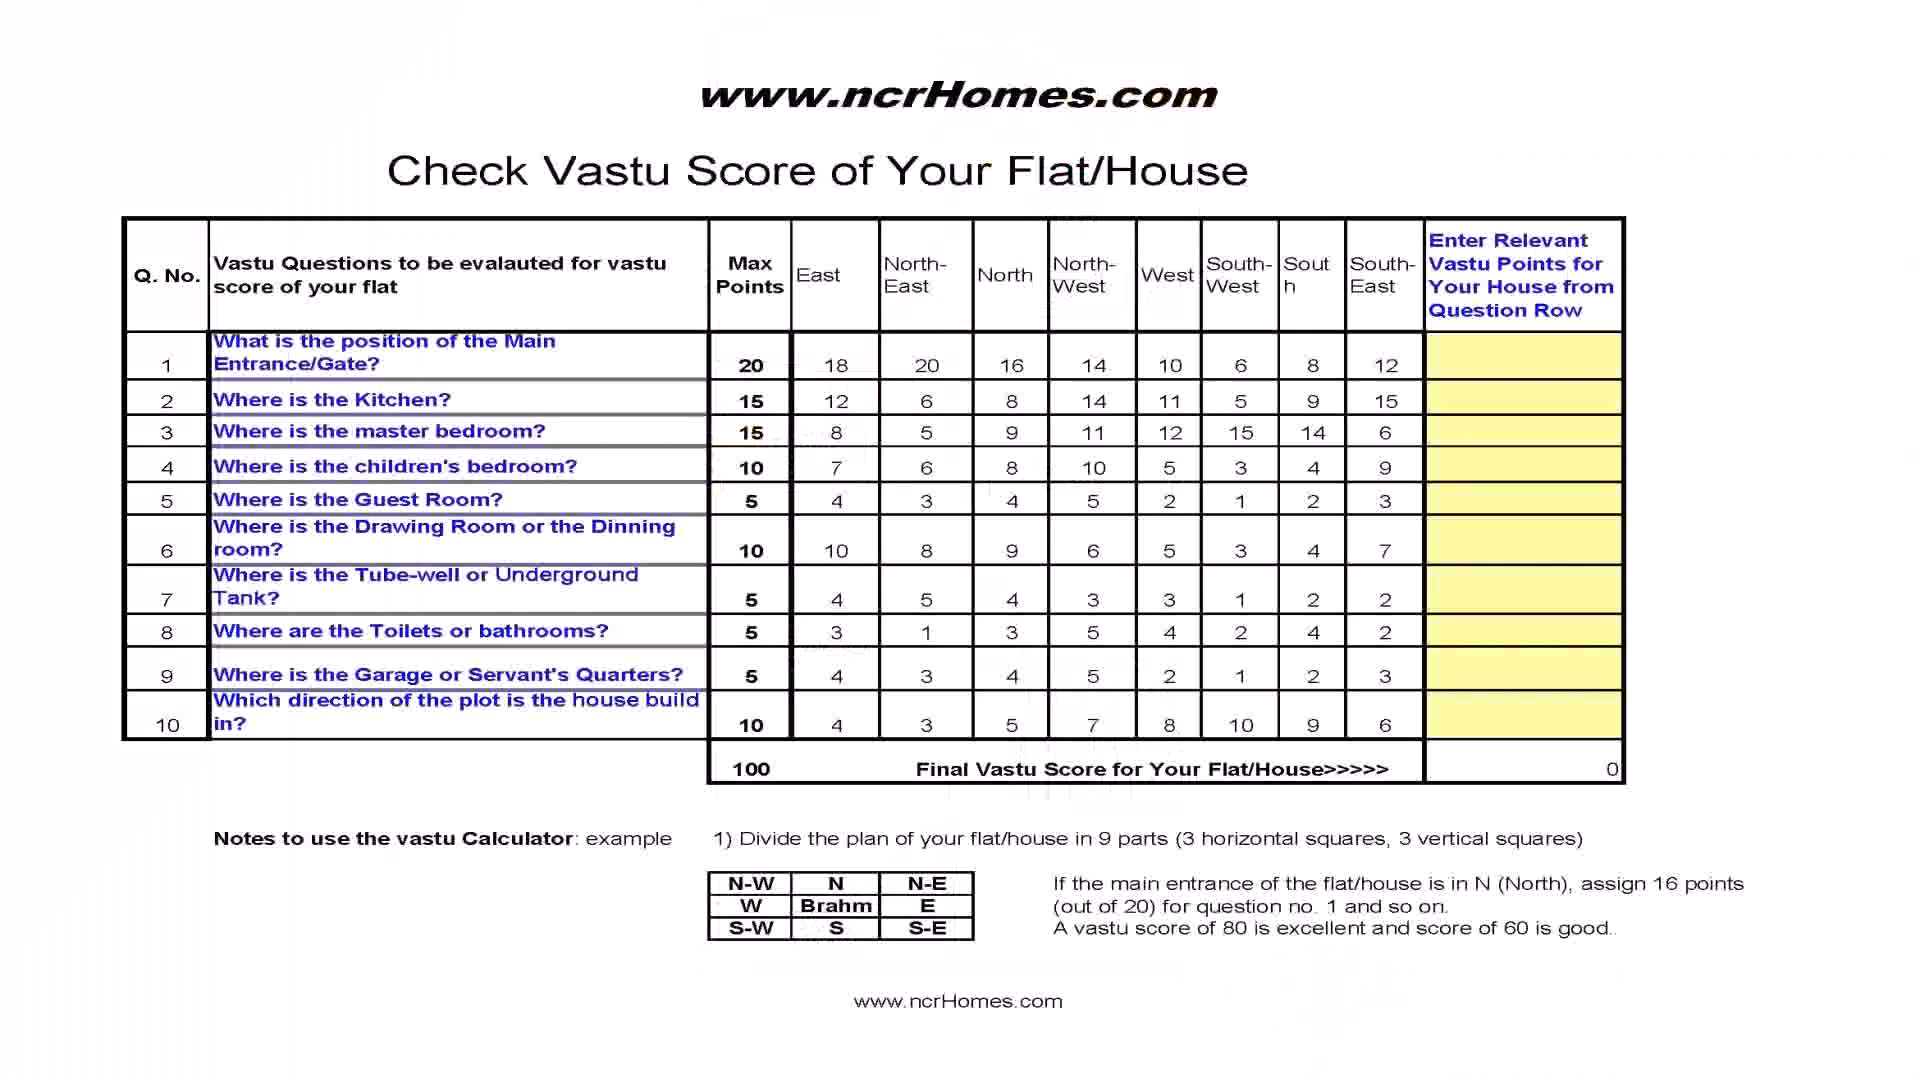 www.ncrHomes.com
Check Vastu Score of Your Flat/House
Q. No. Vastu Questions to be evalauted for vastu score of your flat Max Points East North-East North North-West West South-West Sout h South-East Enter Relevant Vastu Points for Your House from Question Row
1 What is the position of the Main Entrance/Gate? 20 18 20 16 14 10 6 8 12
2 Where is the Kitchen? 15 12 6 8 14 11 5 9 15
3 Where is the master bedroom? 15 8 5 9 11 12 15 14 6
4 Where is the children's bedroom? 10 7 6 8 10 5 3 4 9
5 Where is the Guest Room? 5 4 3 4 5 2 1 2 3
6 Where is the Drawing Room or the Dinning room? 10 10 8 9 6 5 3 4 7
7 Where is the Tube-well or Underground Tank? 5 4 5 4 3 3 1 2 2
8 Where are the Toilets or bathrooms? 5 3 1 3 5 4 2 4 2
9 Where is the Garage or Servant's Quarters? 5 4 3 4 5 2 1 2 3
10 Which direction of the plot is the house build in? 10 4 3 5 7 8 10 9 6
100 Final Vastu Score for Your Flat/House>>>>> 0
Notes to use the vastu Calculator: example 1) Divide the plan of your flat/house in 9 parts (3 horizontal squares, 3 vertical squares)
N-W N N-E If the main entrance of the flat/house is in N (North), assign 16 points
W Brahm E (out of 20) for question no. 1 and so on.
S-W S S-E A vastu score of 80 is excellent and score of 60 is good.
www.ncrHomes.com